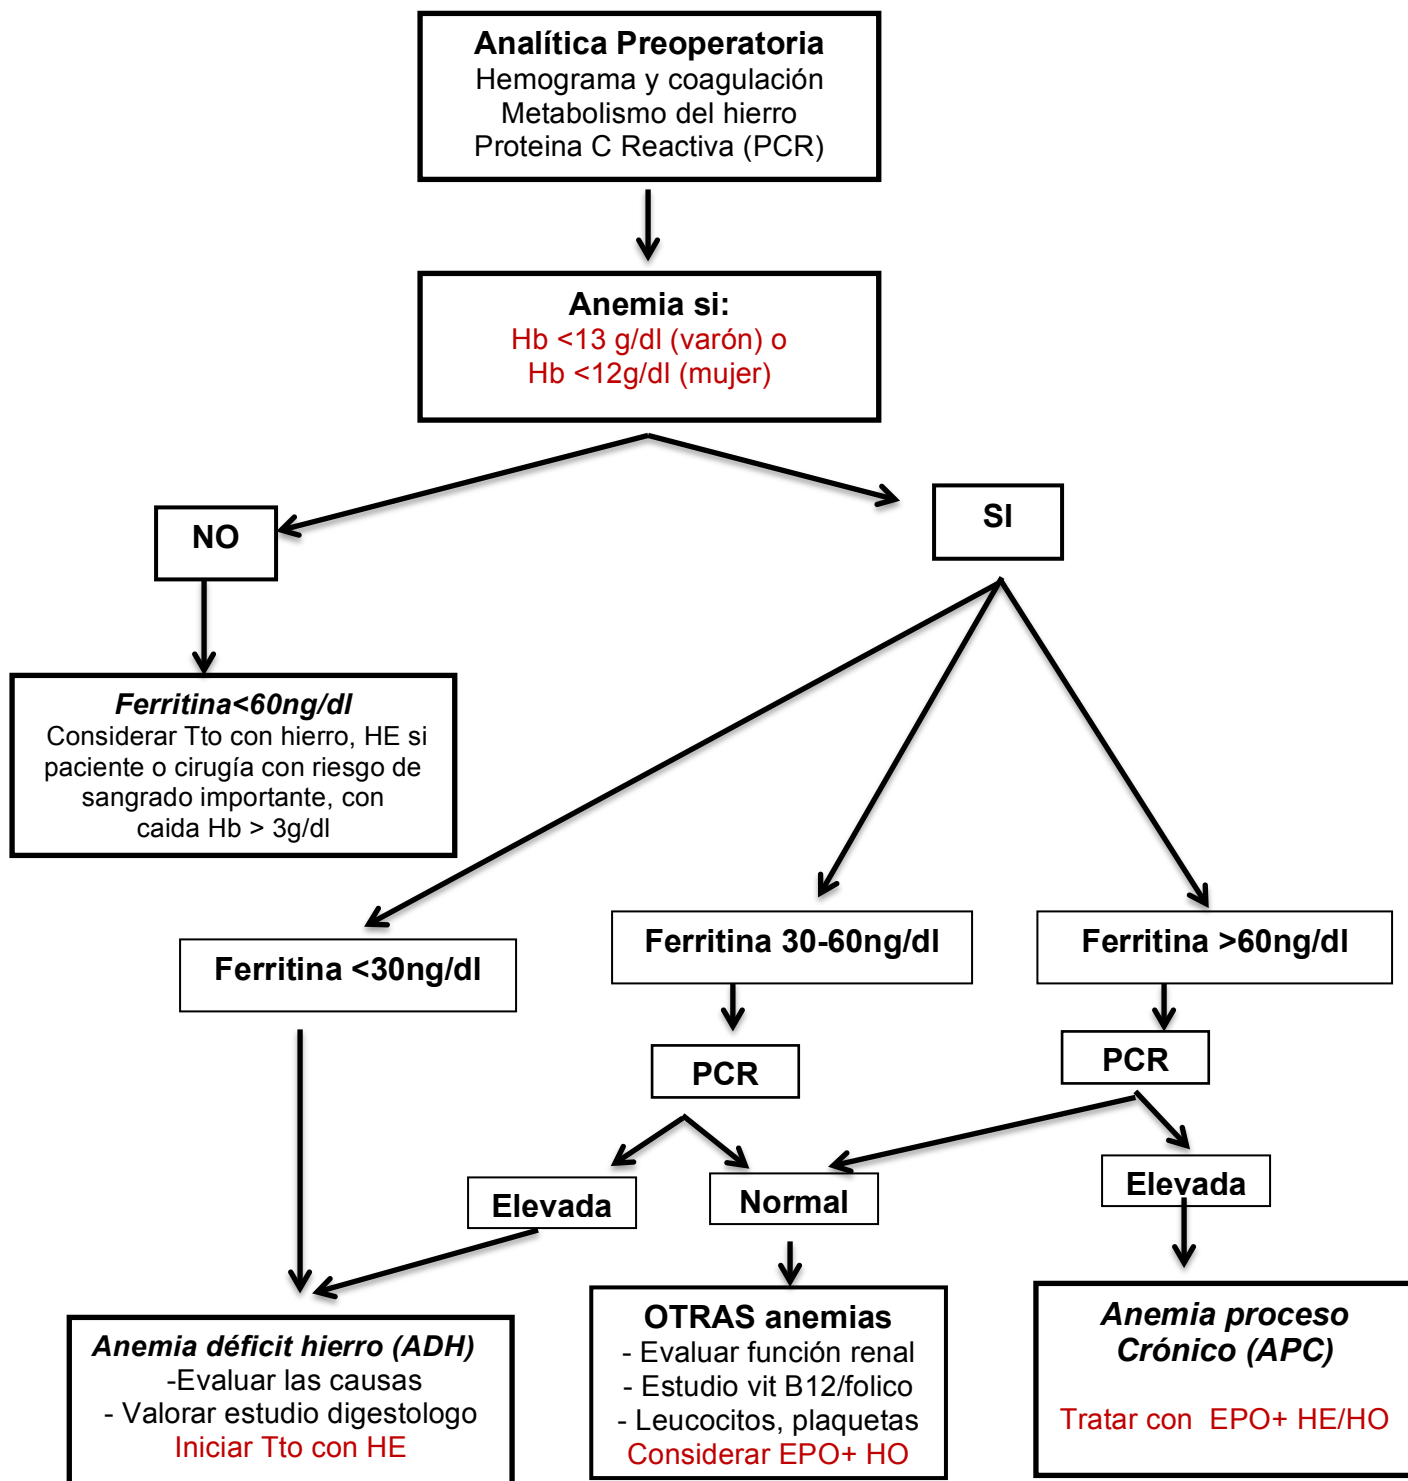 Analítica Preoperatoria
Hemograma y coagulación
Metabolismo del hierro
Proteina C Reactiva (PCR)
Anemia si:
Hb <13 g/dl (varón) o
Hb <12g/dl (mujer)
NO
SI
Ferritina<60ng/dl
Considerar Tto con hierro, HE si
paciente o cirugía con riesgo de
sangrado importante, con
caida Hb > 3g/dl
Ferritina <30ng/dl
Ferritina 30-60ng/dl
Ferritina >60ng/dl
PCR
PCR
Elevada
Normal
Elevada
Anemia déficit hierro (ADH)
-Evaluar las causas
- Valorar estudio digestologo
Iniciar Tto con HE
OTRAS anemias
- Evaluar función renal
- Estudio vit B12/folico
- Leucocitos, plaquetas
Considerar EPO+ HO
Anemia proceso
Crónico (APC)
Tratar con EPO+ HE/HO